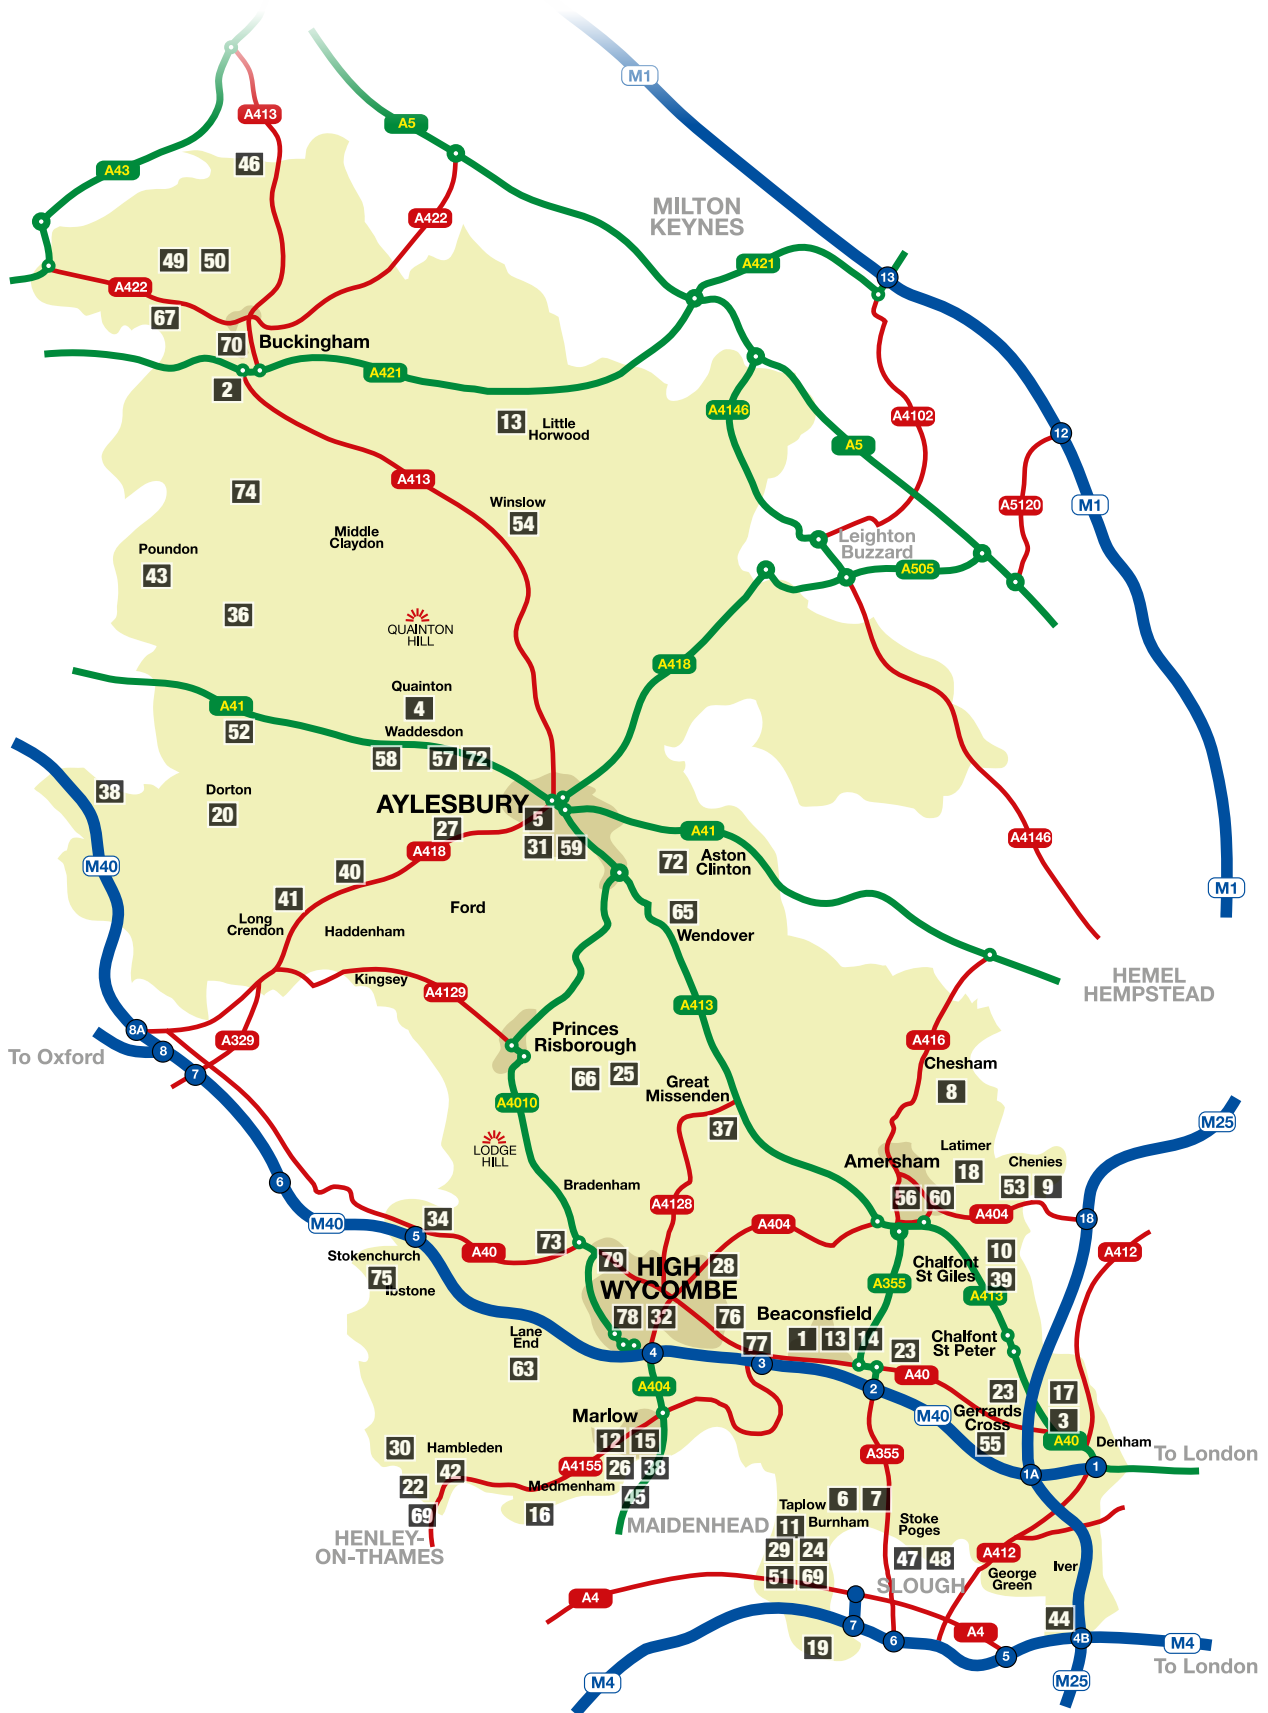 M1
A413
A5
A43
46
MILTON
KEYNES
A422
49
50
A421
13
A422
67
70
Buckingham
A421
2
A4146
A4102
13
Little
Horwood
A5
12
A413
74
Winslow
54
A5120
M1
Middle
Claydon
Leighton
Buzzard
Poundon
43
A505
36
QUAINTON
HILL
A418
Quainton
4
A41
52
Waddesdon
58
57
72
38
Dorton
20
AYLESBURY
5
27
A41
A4146
31
59
A418
72
Aston
Clinton
M40
40
M1
41
Long
Crendon
Ford
65
Haddenham
Wendover
Kingsey
A4129
HEMEL
HEMPSTEAD
A413
8A
Princes
Risborough
A329
A416
To Oxford
8
7
66
25
Chesham
8
Great
Missenden
A4010
37
M25
LODGE
HILL
Amersham
Latimer
18
Chenies
6
Bradenham
53
9
56
60
A4128
34
M40
A404
A404
18
5
A40
73
10
A412
Stokenchurch
79
28
HIGH
WYCOMBE
Chalfont
St Giles
39
75
Ibstone
A355
A413
78
32
76
Beaconsfield
Lane
End
1
13
14
Chalfont
St Peter
77
23
4
3
63
A40
A404
2
23
17
Marlow
M40
Gerrards
Cross
3
12
15
55
A40
Denham
30
Hambleden
A355
To London
42
A4155
26
38
1A
1
22
Medmenham
45
69
16
Taplow
6
7
MAIDENHEAD
11
Burnham
Stoke
Poges
HENLEY-
ON-THAMES
29
24
47
48
A412
Iver
51
69
SLOUGH
George
Green
A4
44
7
A4
19
6
4B
M4
5
To London
M4
M25